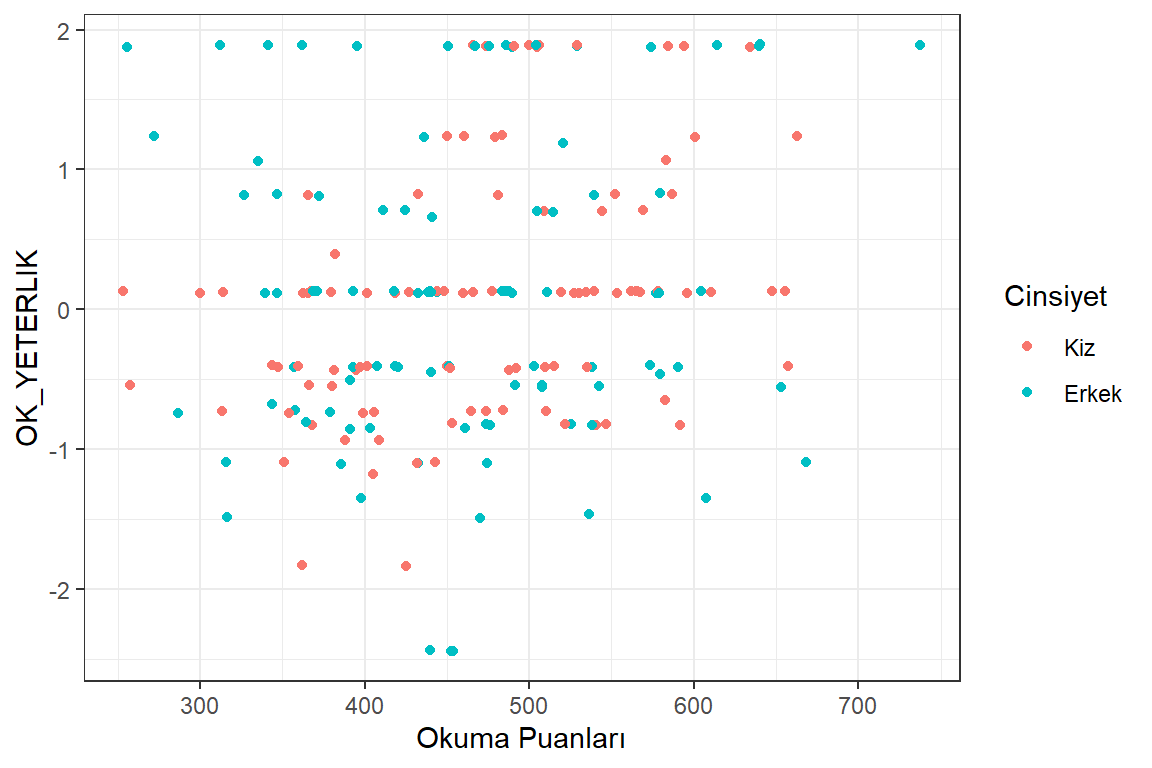 2
1
0
-1
-2
OK_YETERLIK
300 400 500 600 700
Okuma Puanları
Cinsiyet
Kiz
Erkek